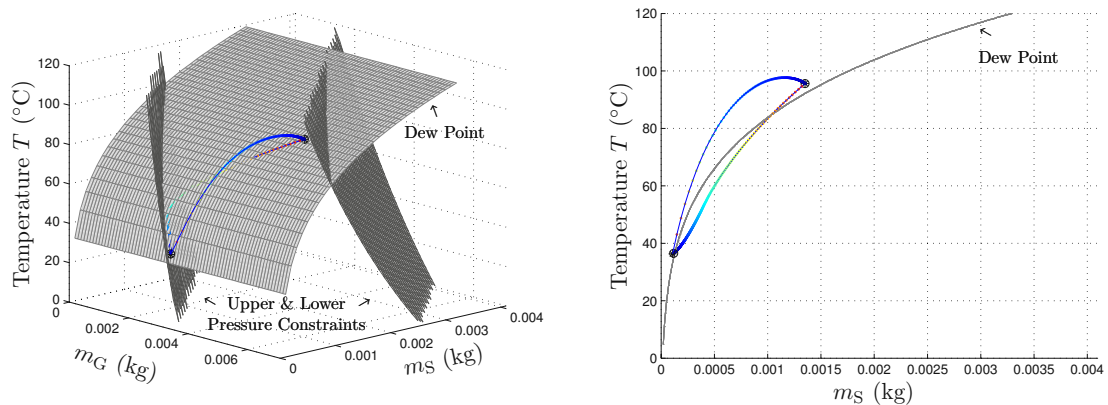 120
100
80
60
40
20
0
Temperature T (°C)
0
0.002
0.004
0.006
m_G (kg)
0
0.001
0.002
0.003
0.004
m_S (kg)
Dew Point
Upper & Lower
Pressure Constraints
120
100
80
60
40
20
0
Temperature T (°C)
Dew Point
0 0.0005 0.001 0.0015 0.002 0.0025 0.003 0.0035 0.004
m_S (kg)